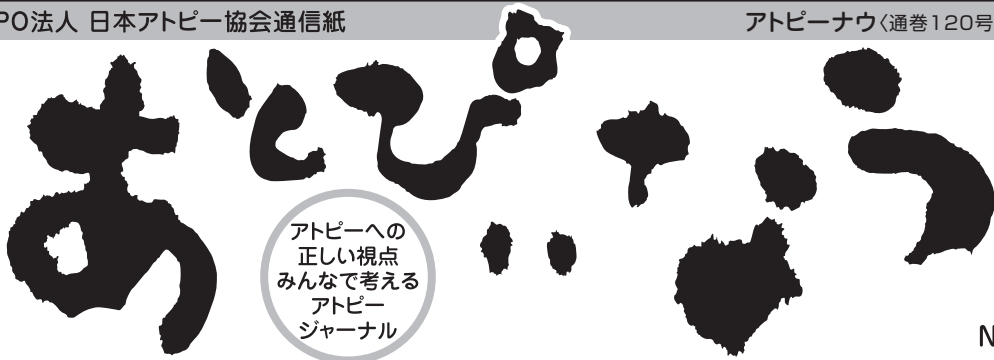 PO法人 日本アトピー協会通信紙
アトピーナウ〈通巻120号
あとぴいなう
アトピーへの
正しい視点
みんなで考える
アトピー
ジャーナル
N